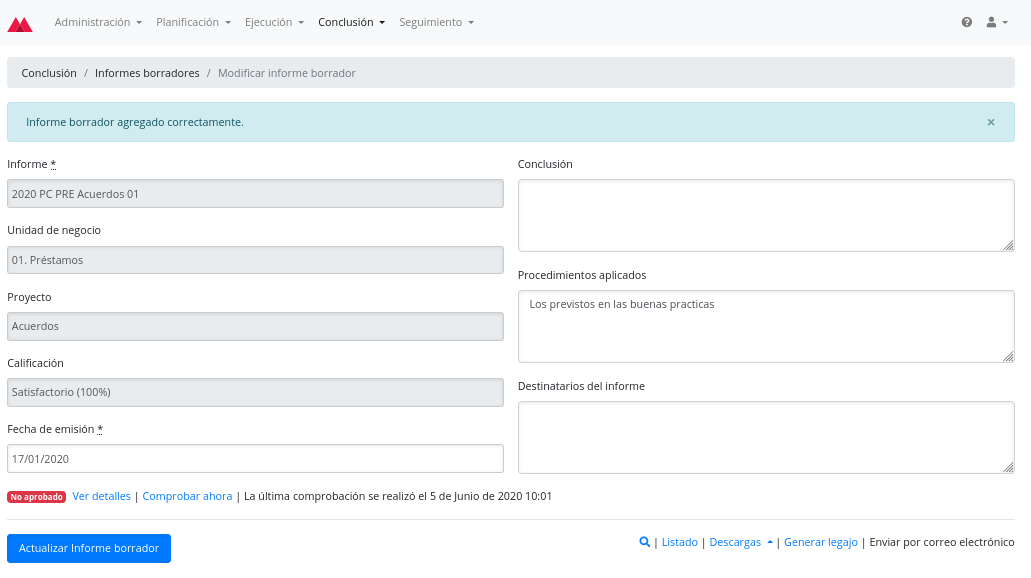 Administración Planificación Ejecución Conclusión Seguimiento
Conclusión / Informes borradores / Modificar informe borrador
Informe borrador agregado correctamente. ×
Informe *
2020 PC PRE Acuerdos 01
Unidad de negocio
01. Préstamos
Proyecto
Acuerdos
Calificación
Satisfactorio (100%)
Fecha de emisión *
17/01/2020
Conclusión
Procedimientos aplicados
Los previstos en las buenas practicas
Destinatarios del informe
No aprobado Ver detalles | Comprobar ahora | La última comprobación se realizó el 5 de Junio de 2020 10:01
Actualizar Informe borrador
| Listado | Descargas | Generar legajo | Enviar por correo electrónico